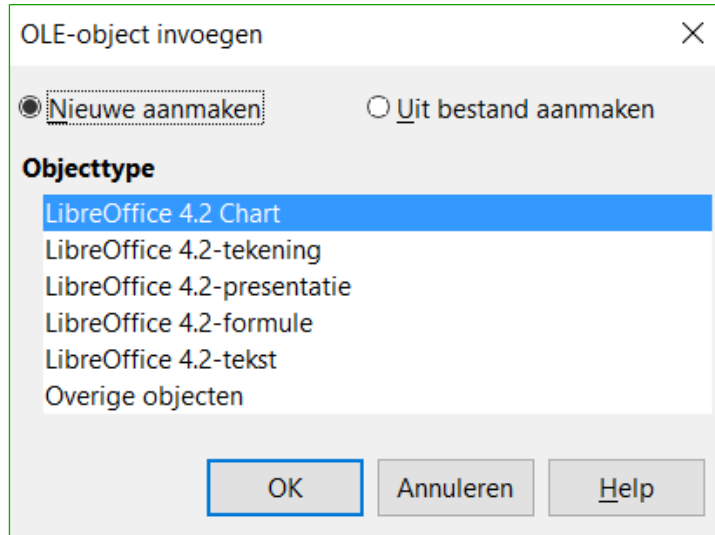 OLE-object invoegen
Nieuwe aanmaken Uit bestand aanmaken
Objecttype
LibreOffice 4.2 Chart
LibreOffice 4.2-tekening
LibreOffice 4.2-presentatie
LibreOffice 4.2-formule
LibreOffice 4.2-tekst
Overige objecten
OK Annuleren Help